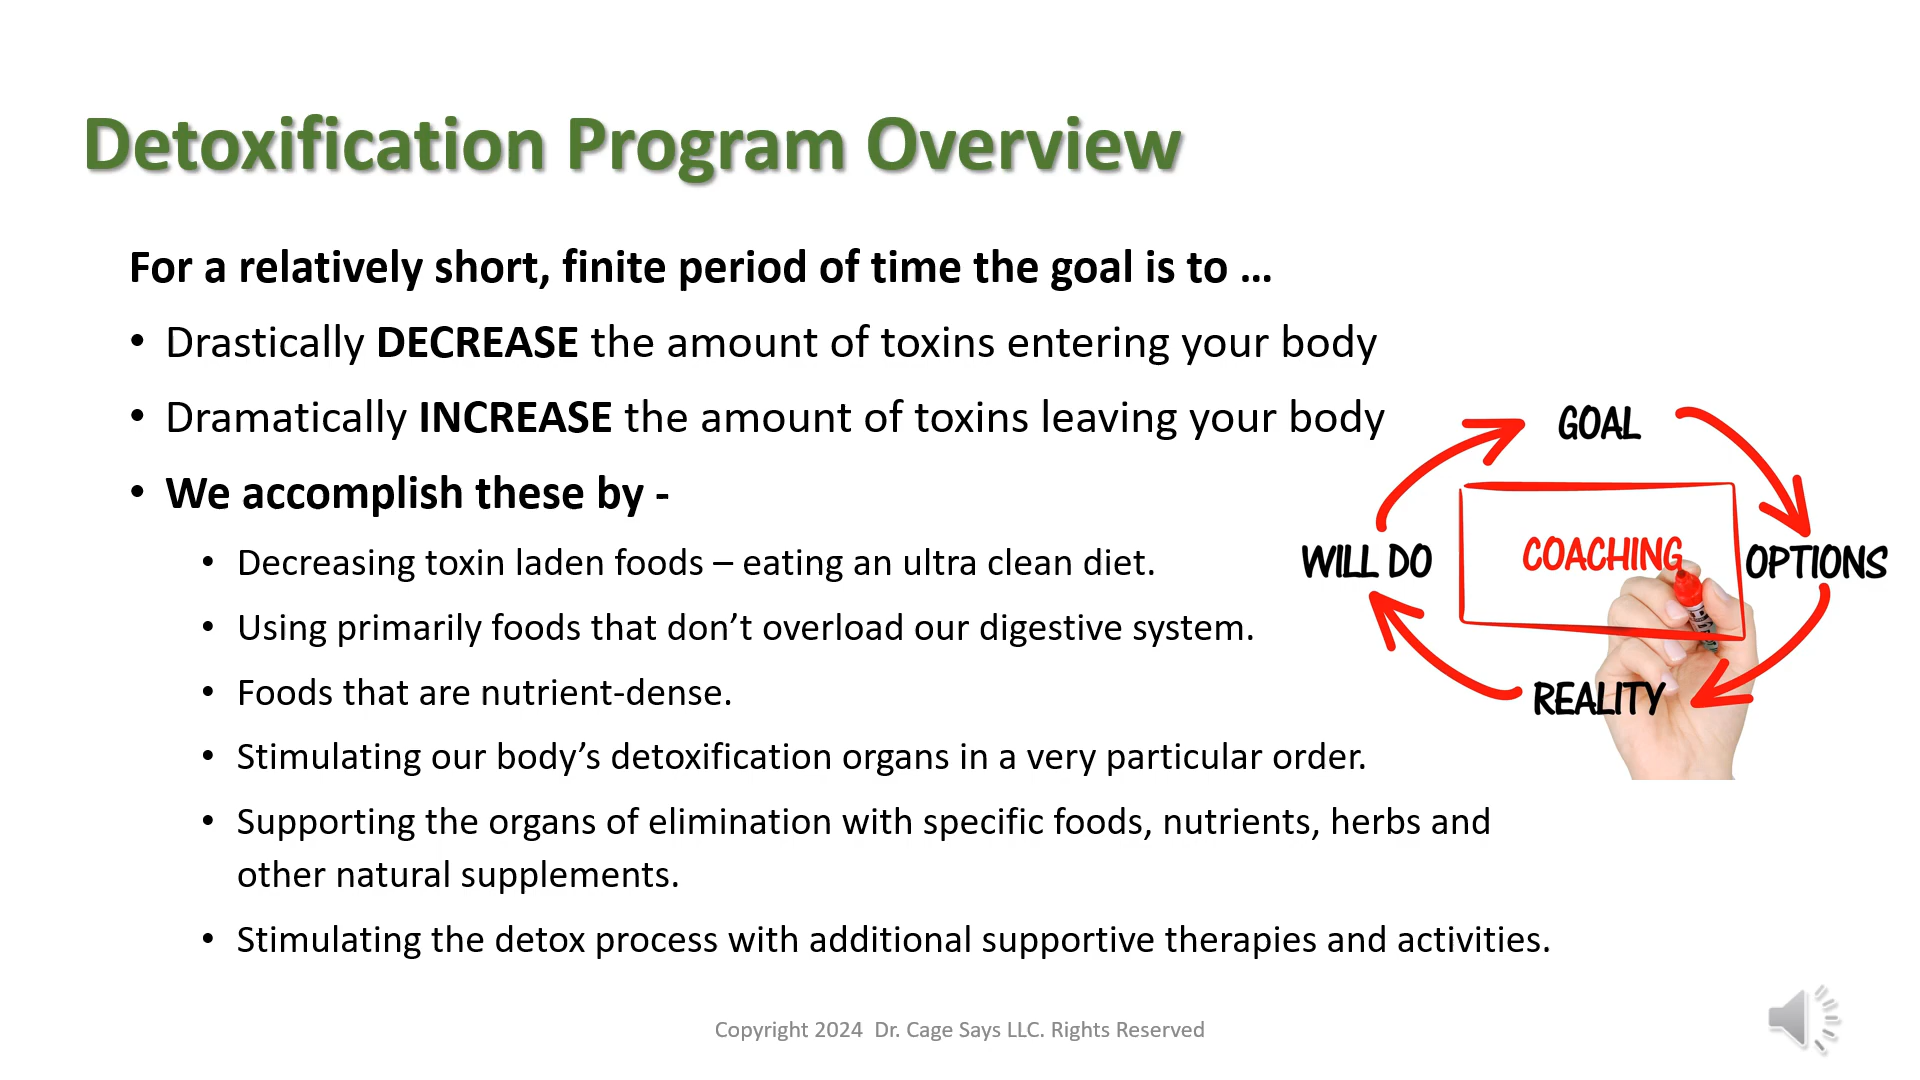 Detoxification Program Overview
For a relatively short, finite period of time the goal is to ...
• Drastically DECREASE the amount of toxins entering your body
• Dramatically INCREASE the amount of toxins leaving your body
• We accomplish these by -
• Decreasing toxin laden foods – eating an ultra clean diet.
• Using primarily foods that don’t overload our digestive system.
• Foods that are nutrient-dense.
• Stimulating our body’s detoxification organs in a very particular order.
• Supporting the organs of elimination with specific foods, nutrients, herbs and
other natural supplements.
• Stimulating the detox process with additional supportive therapies and activities.
GOAL
WILL DO
COACHING
OPTIONS
REALITY
Copyright 2024  Dr. Cage Says LLC. Rights Reserved